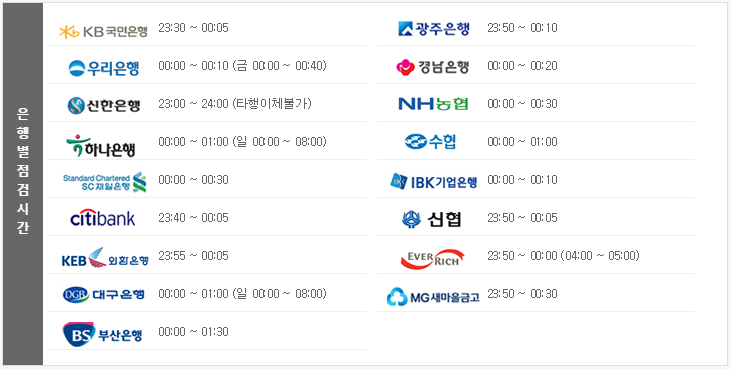 은행별점검시간
KB국민은행 23:30 ~ 00:05
우리은행 00:00 ~ 00:10 (금 00:00 ~ 00:40)
신한은행 23:00 ~ 24:00 (타행이체불가)
하나은행 00:00 ~ 01:00 (일 00:00 ~ 08:00)
Standard Chartered
SC제일은행 00:00 ~ 00:30
citibank 23:40 ~ 00:05
KEB 외환은행 23:55 ~ 00:05
DGB 대구은행 00:00 ~ 01:00 (일 00:00 ~ 08:00)
BS 부산은행 00:00 ~ 01:30
광주은행 23:50 ~ 00:10
경남은행 00:00 ~ 00:20
NH농협 00:00 ~ 00:30
수협 00:00 ~ 01:00
IBK기업은행 00:00 ~ 00:10
신협 23:50 ~ 00:05
EVER RICH 23:50 ~ 00:00 (04:00 ~ 05:00)
MG새마을금고 23:50 ~ 00:30